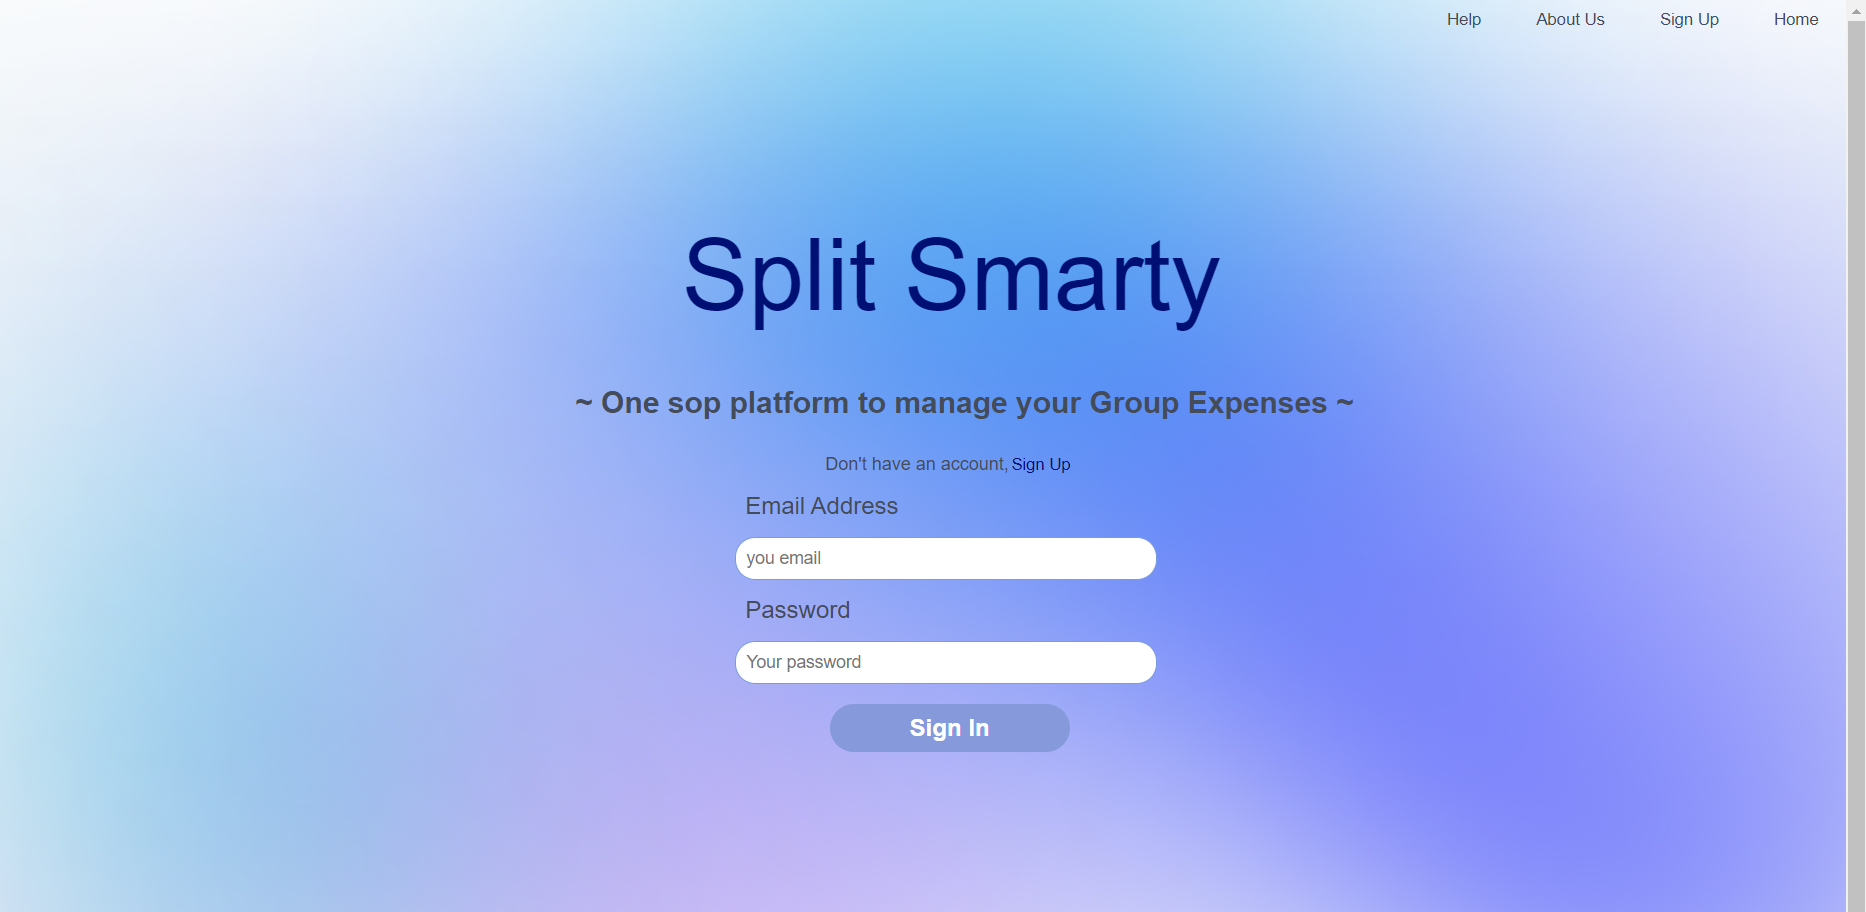 Help About Us Sign Up Home
Split Smarty
~ One sop platform to manage your Group Expenses ~
Don't have an account, Sign Up
Email Address
you email
Password
Your password
Sign In